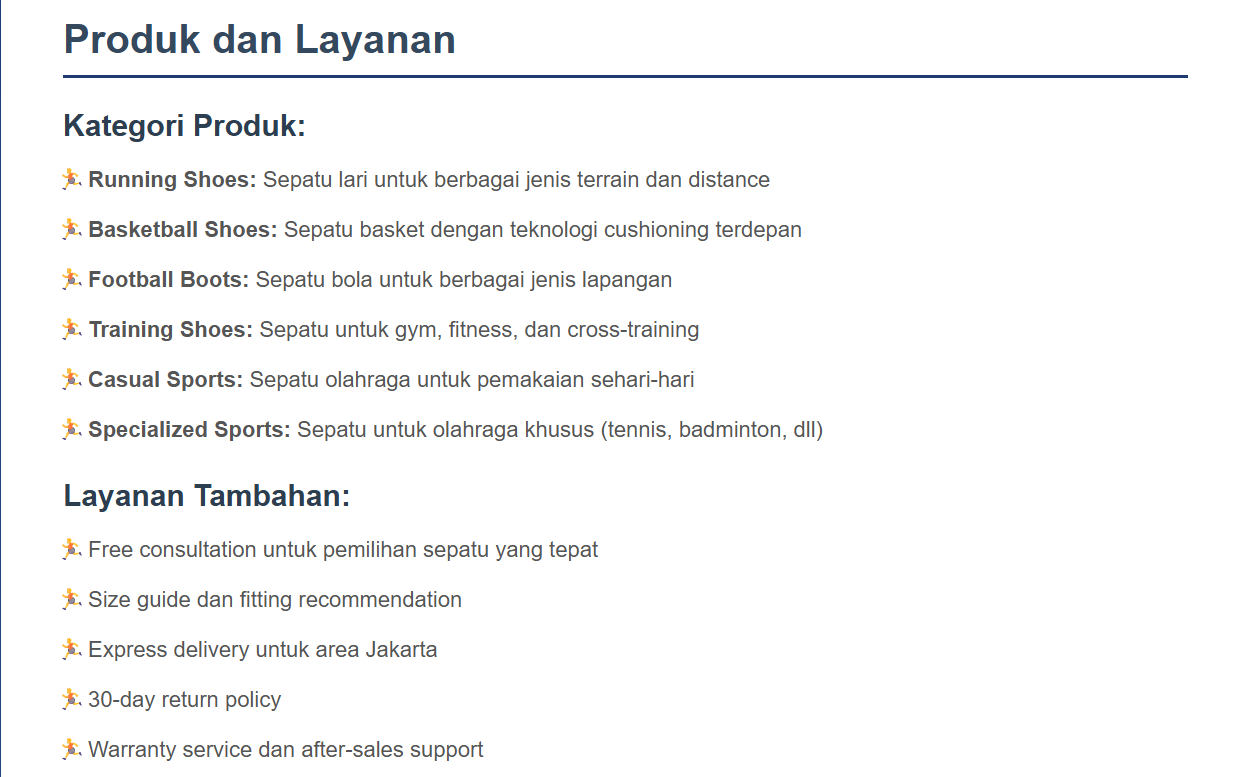 Produk dan Layanan
Kategori Produk:
🏃 Running Shoes: Sepatu lari untuk berbagai jenis terrain dan distance
🏃 Basketball Shoes: Sepatu basket dengan teknologi cushioning terdepan
🏃 Football Boots: Sepatu bola untuk berbagai jenis lapangan
🏃 Training Shoes: Sepatu untuk gym, fitness, dan cross-training
🏃 Casual Sports: Sepatu olahraga untuk pemakaian sehari-hari
🏃 Specialized Sports: Sepatu untuk olahraga khusus (tennis, badminton, dll)
Layanan Tambahan:
🏃 Free consultation untuk pemilihan sepatu yang tepat
🏃 Size guide dan fitting recommendation
🏃 Express delivery untuk area Jakarta
🏃 30-day return policy
🏃 Warranty service dan after-sales support